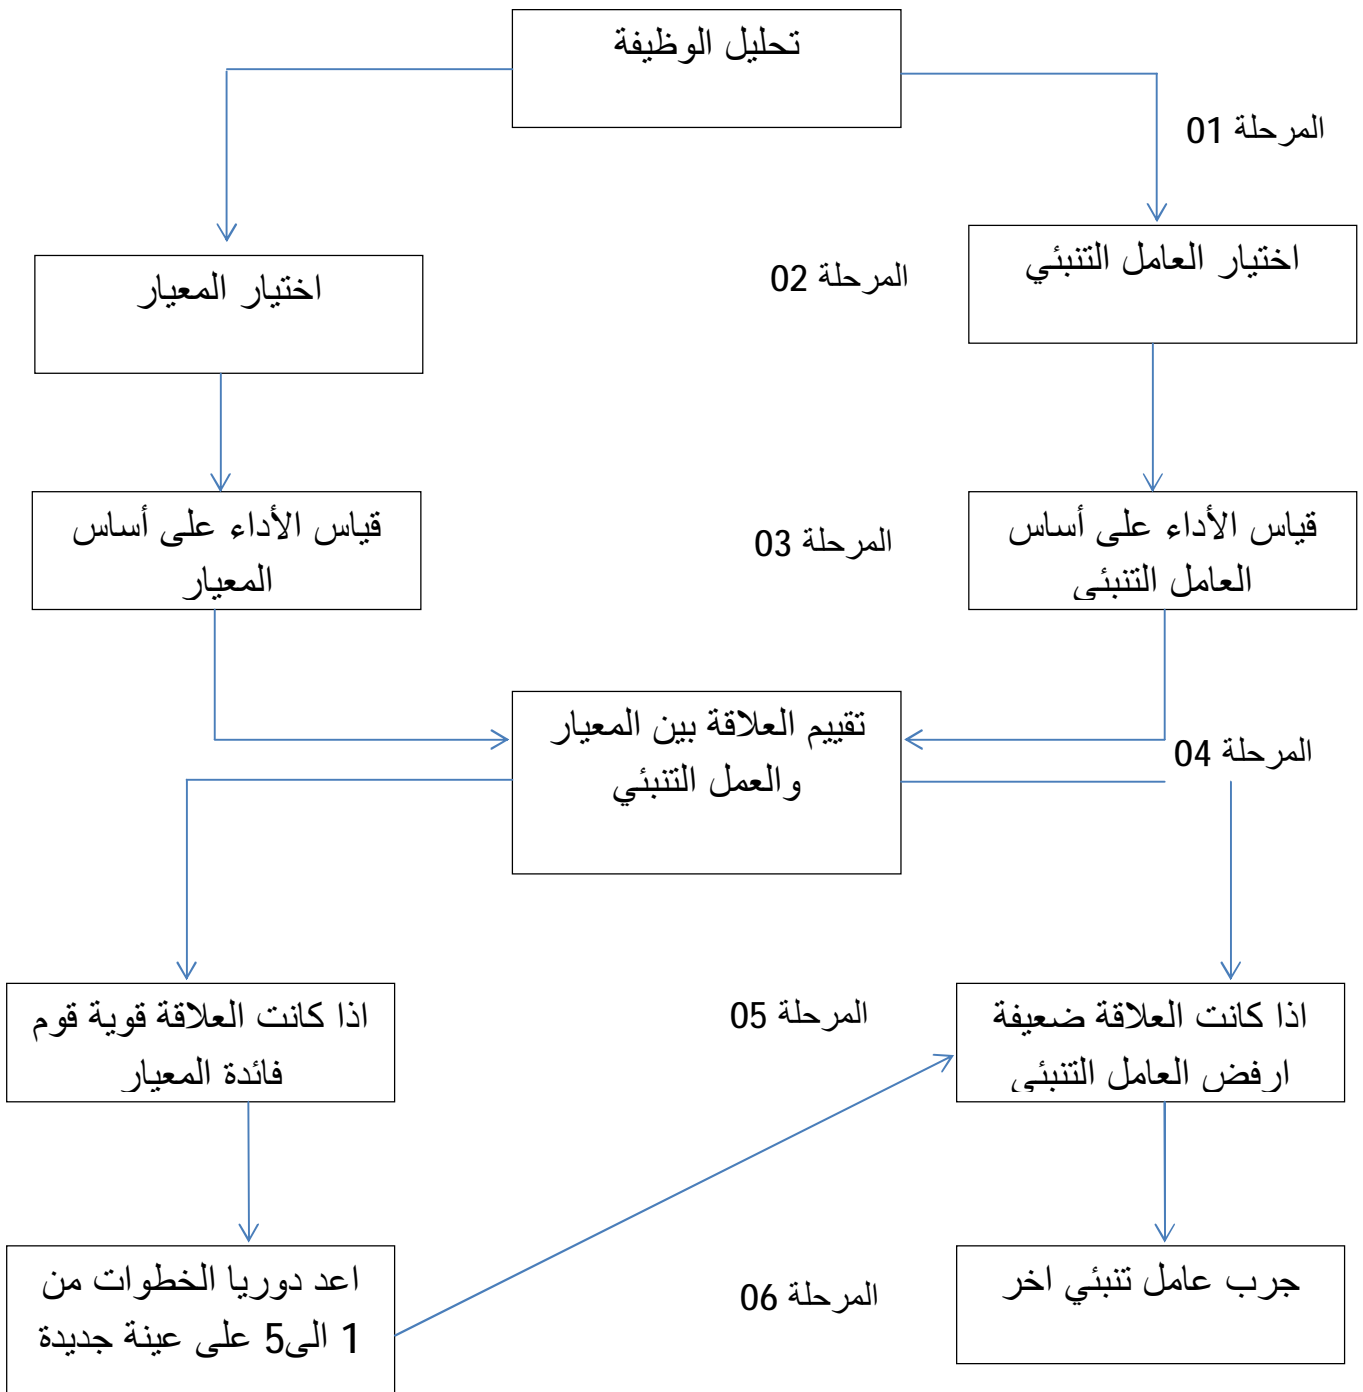 تحليل الوظيفة
المرحلة 01
اختيار العامل التنبئي
المرحلة 02
اختيار المعيار
قياس الأداء على أساس
العامل التنبئي
المرحلة 03
قياس الأداء على أساس
المعيار
تقييم العلاقة بين المعيار
والعمل التنبئي
المرحلة 04
اذا كانت العلاقة ضعيفة
ارفض العامل التنبئي
المرحلة 05
اذا كانت العلاقة قوية قوم
فائدة المعيار
جرب عامل تنبئي اخر
المرحلة 06
اعد دوريا الخطوات من
1 الى5 على عينة جديدة